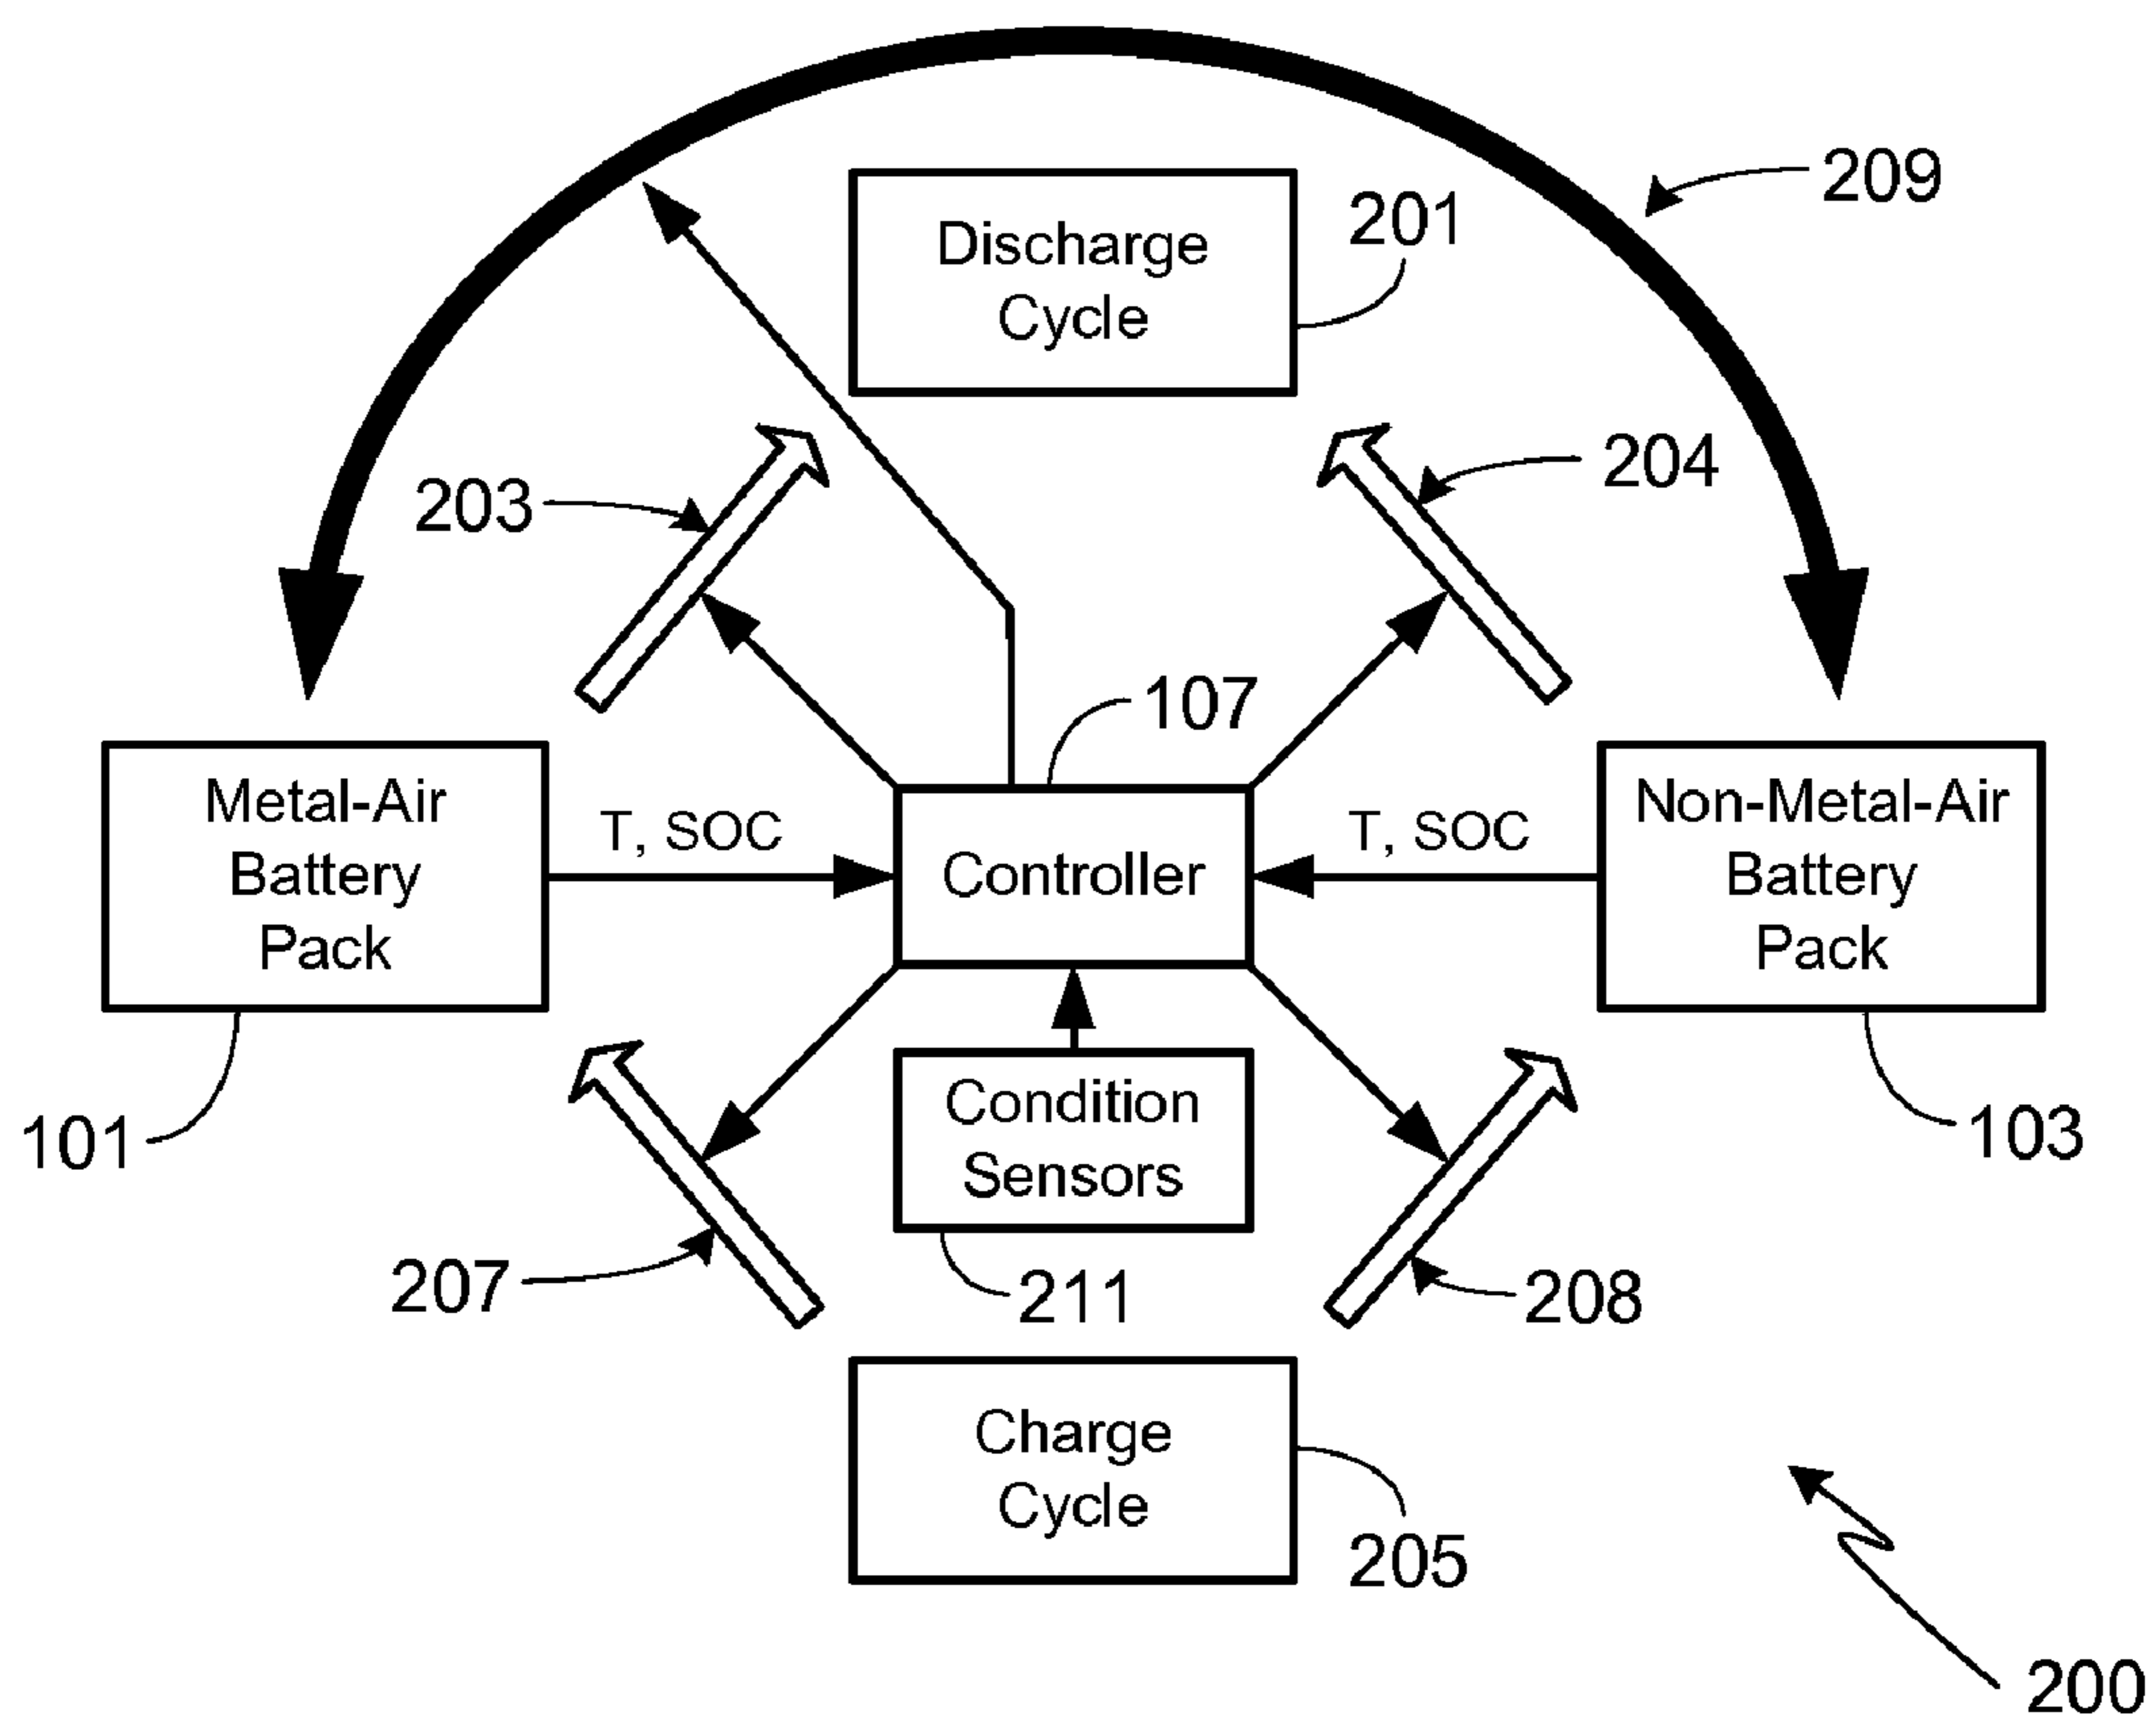 209
Discharge
Cycle
201
203
204
107
Metal-Air
Battery
Pack
T, SOC
Controller
T, SOC
Non-Metal-Air
Battery
Pack
101
Condition
Sensors
103
207
211
208
Charge
Cycle
205
200